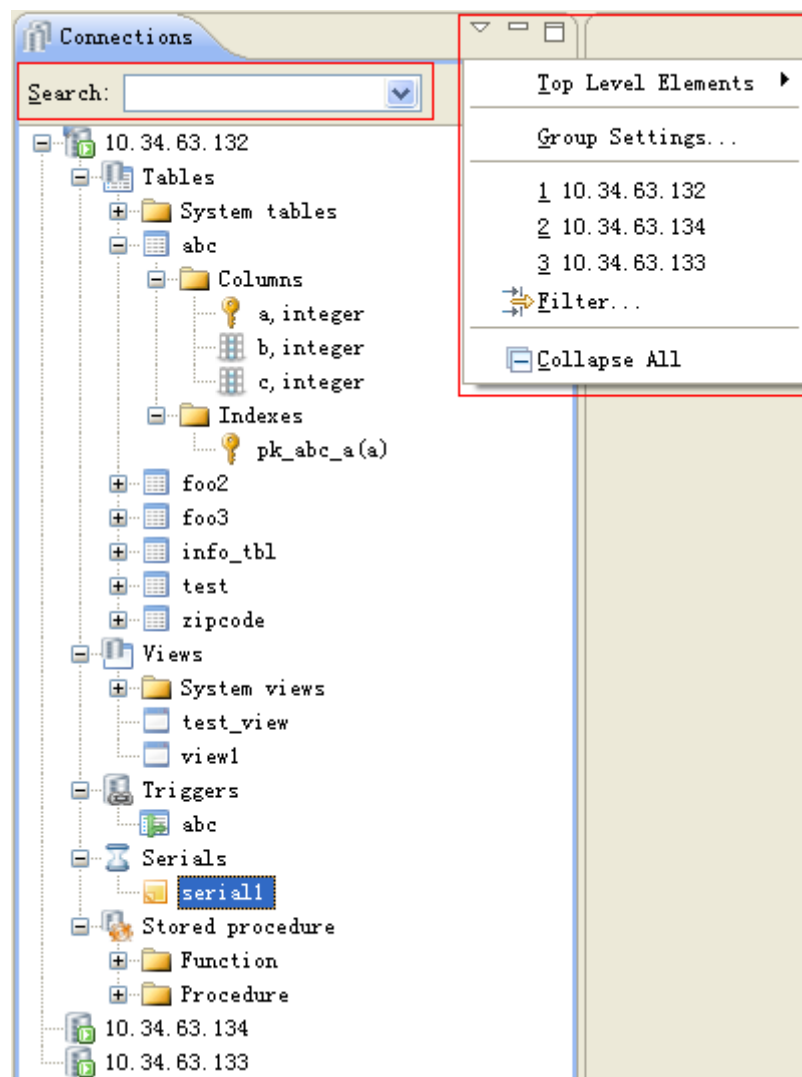 Connections
Search:
10.34.63.132
Tables
System tables
abc
Columns
a,integer
b,integer
c,integer
Indexes
pk_abc_a(a)
foo2
foo3
info_tbl
test
zipcode
Views
System views
test_view
view1
Triggers
abc
Serials
serial1
Stored procedure
Function
Procedure
10.34.63.134
10.34.63.133
Top Level Elements
Group Settings...
1 10.34.63.132
2 10.34.63.134
3 10.34.63.133
Filter...
Collapse All